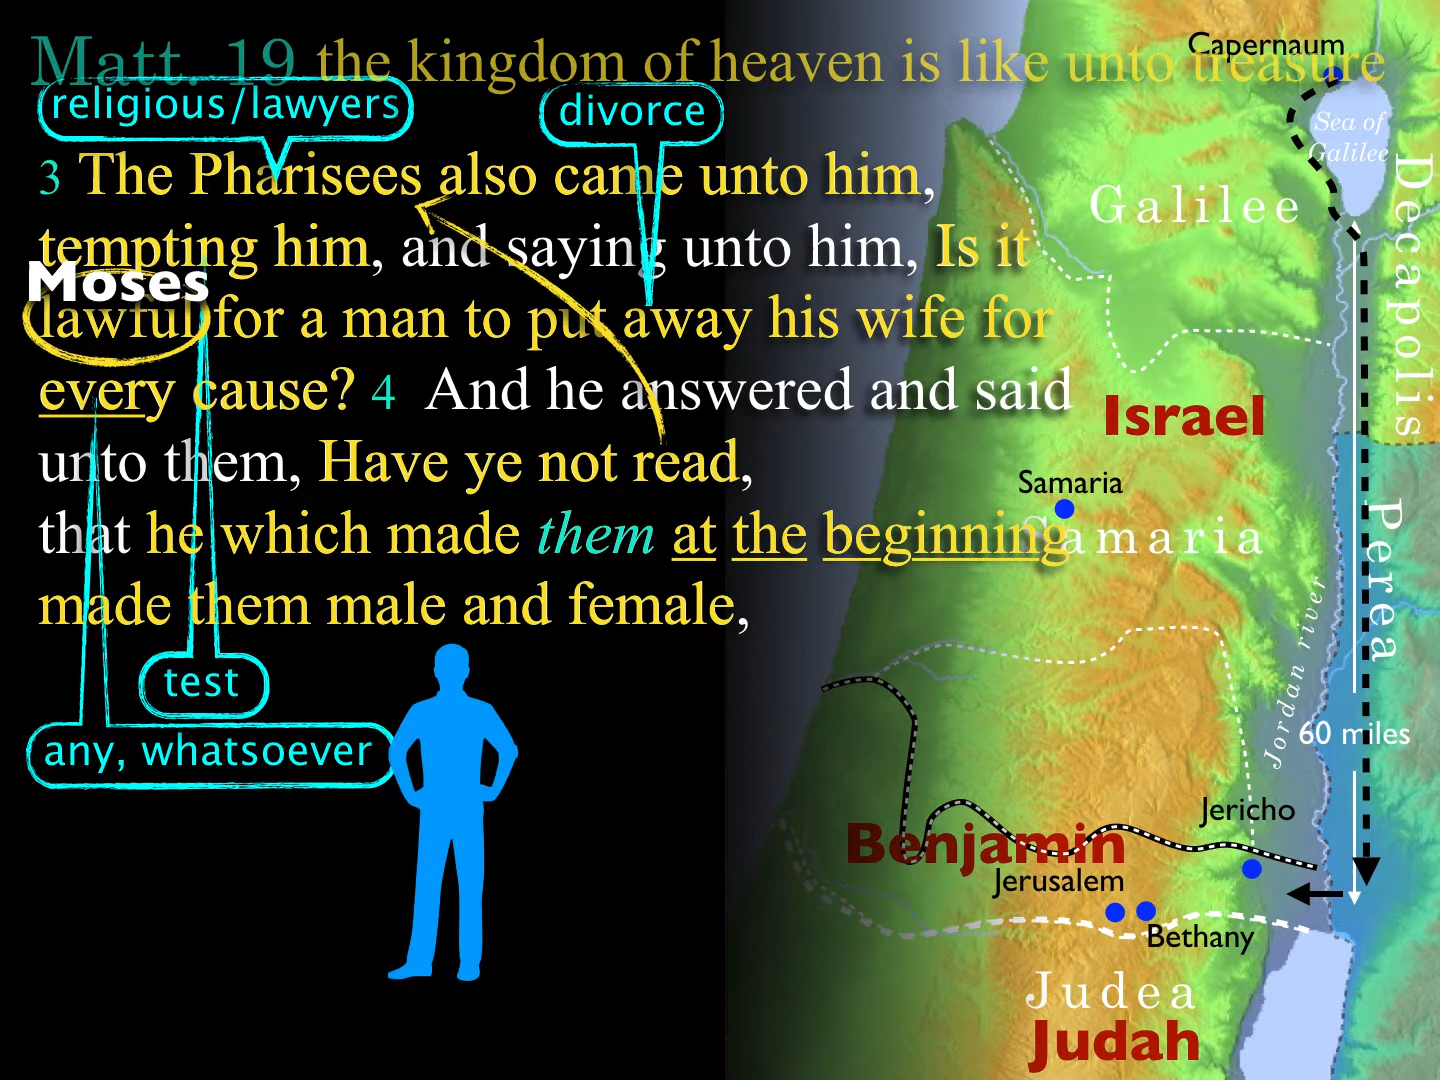 Matt. 19 the kingdom of heaven is like unto treasure
religious/lawyers
divorce
3 The Pharisees also came unto him,
tempting him, and saying unto him, Is it
Moses
lawful for a man to put away his wife for
every cause? 4 And he answered and said
unto them, Have ye not read,
that he which made them at the beginning
made them male and female,
test
any, whatsoever
Capernaum
Sea of
Galilee
Galilee
Decapolis
Israel
Samaria
Samaria
Perea
Jordan river
60 miles
Jericho
Benjamin
Jerusalem
Bethany
Judea
Judah